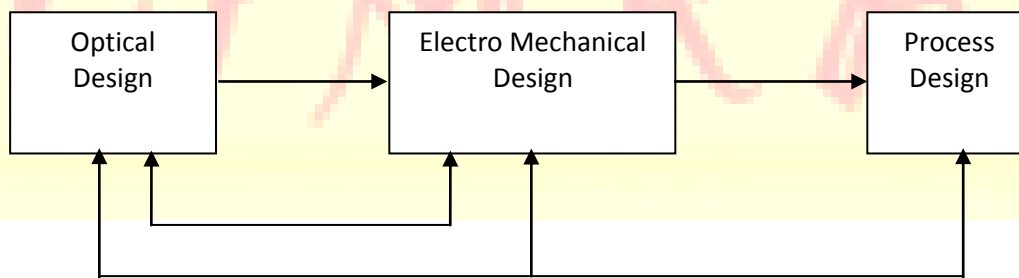 Optical
Design
Electro Mechanical
Design
Process
Design